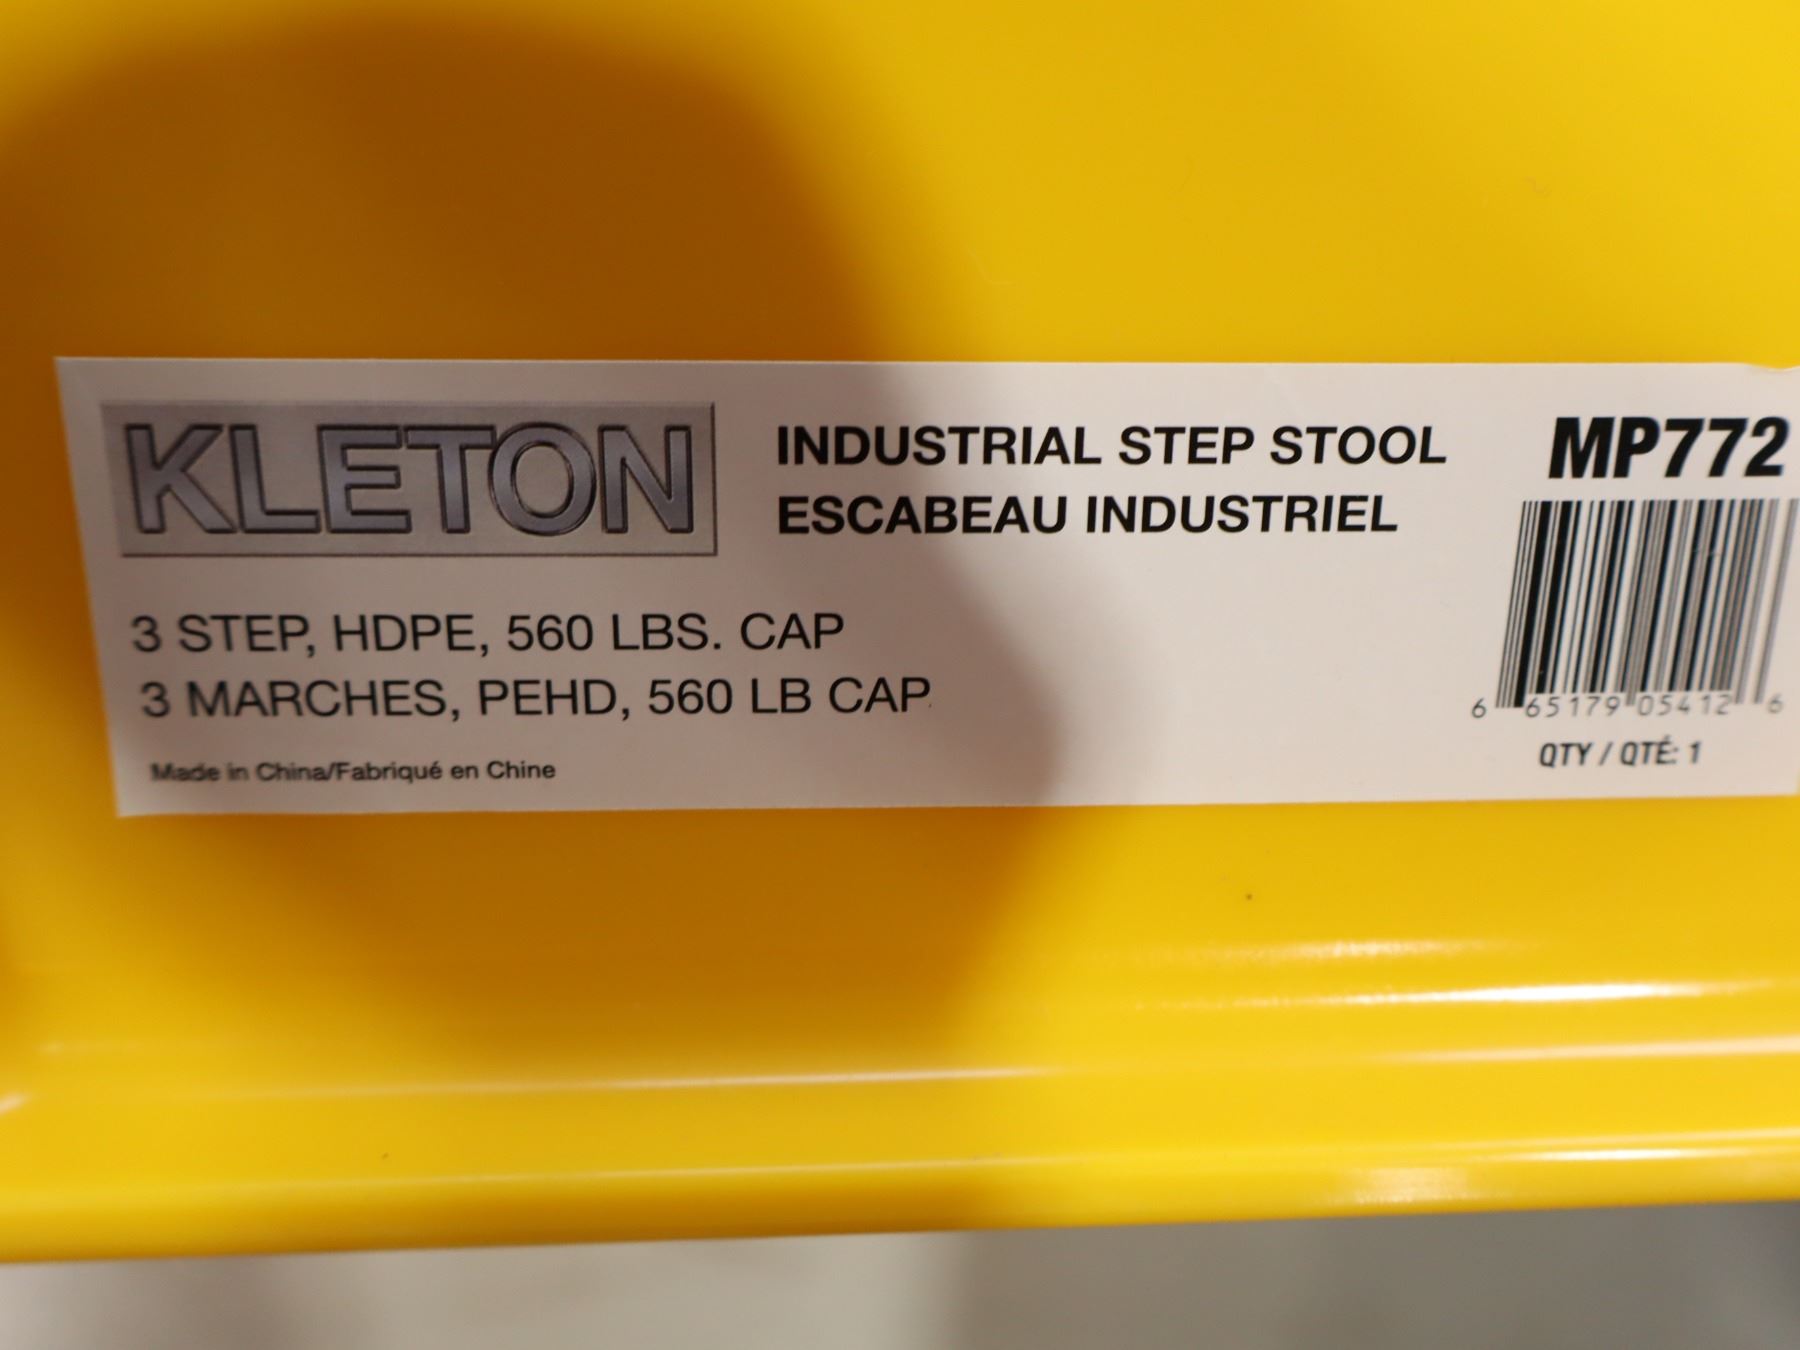 KLETON
INDUSTRIAL STEP STOOL
ESCABEAU INDUSTRIEL
MP772
3 STEP, HDPE, 560 LBS. CAP
3 MARCHES, PEHD, 560 LB CAP.
Made in China/Fabriqué en Chine
6 65179 05412 6
QTY / QTÉ: 1